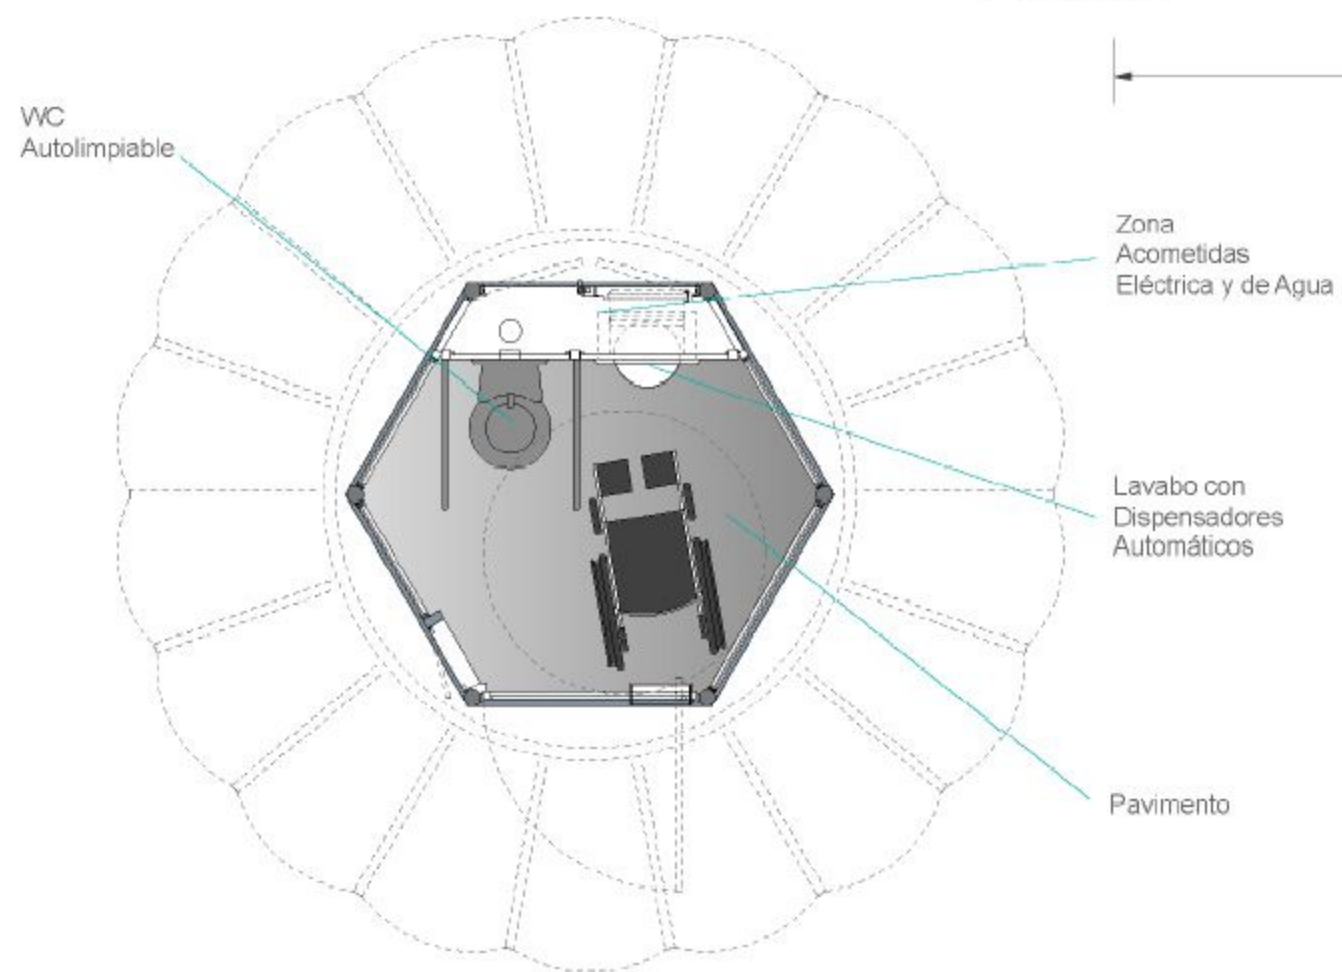 WC
Autolimpiable
Zona
Acometidas
Eléctrica y de Agua
Lavabo con
Dispensadores
Automáticos
Pavimento